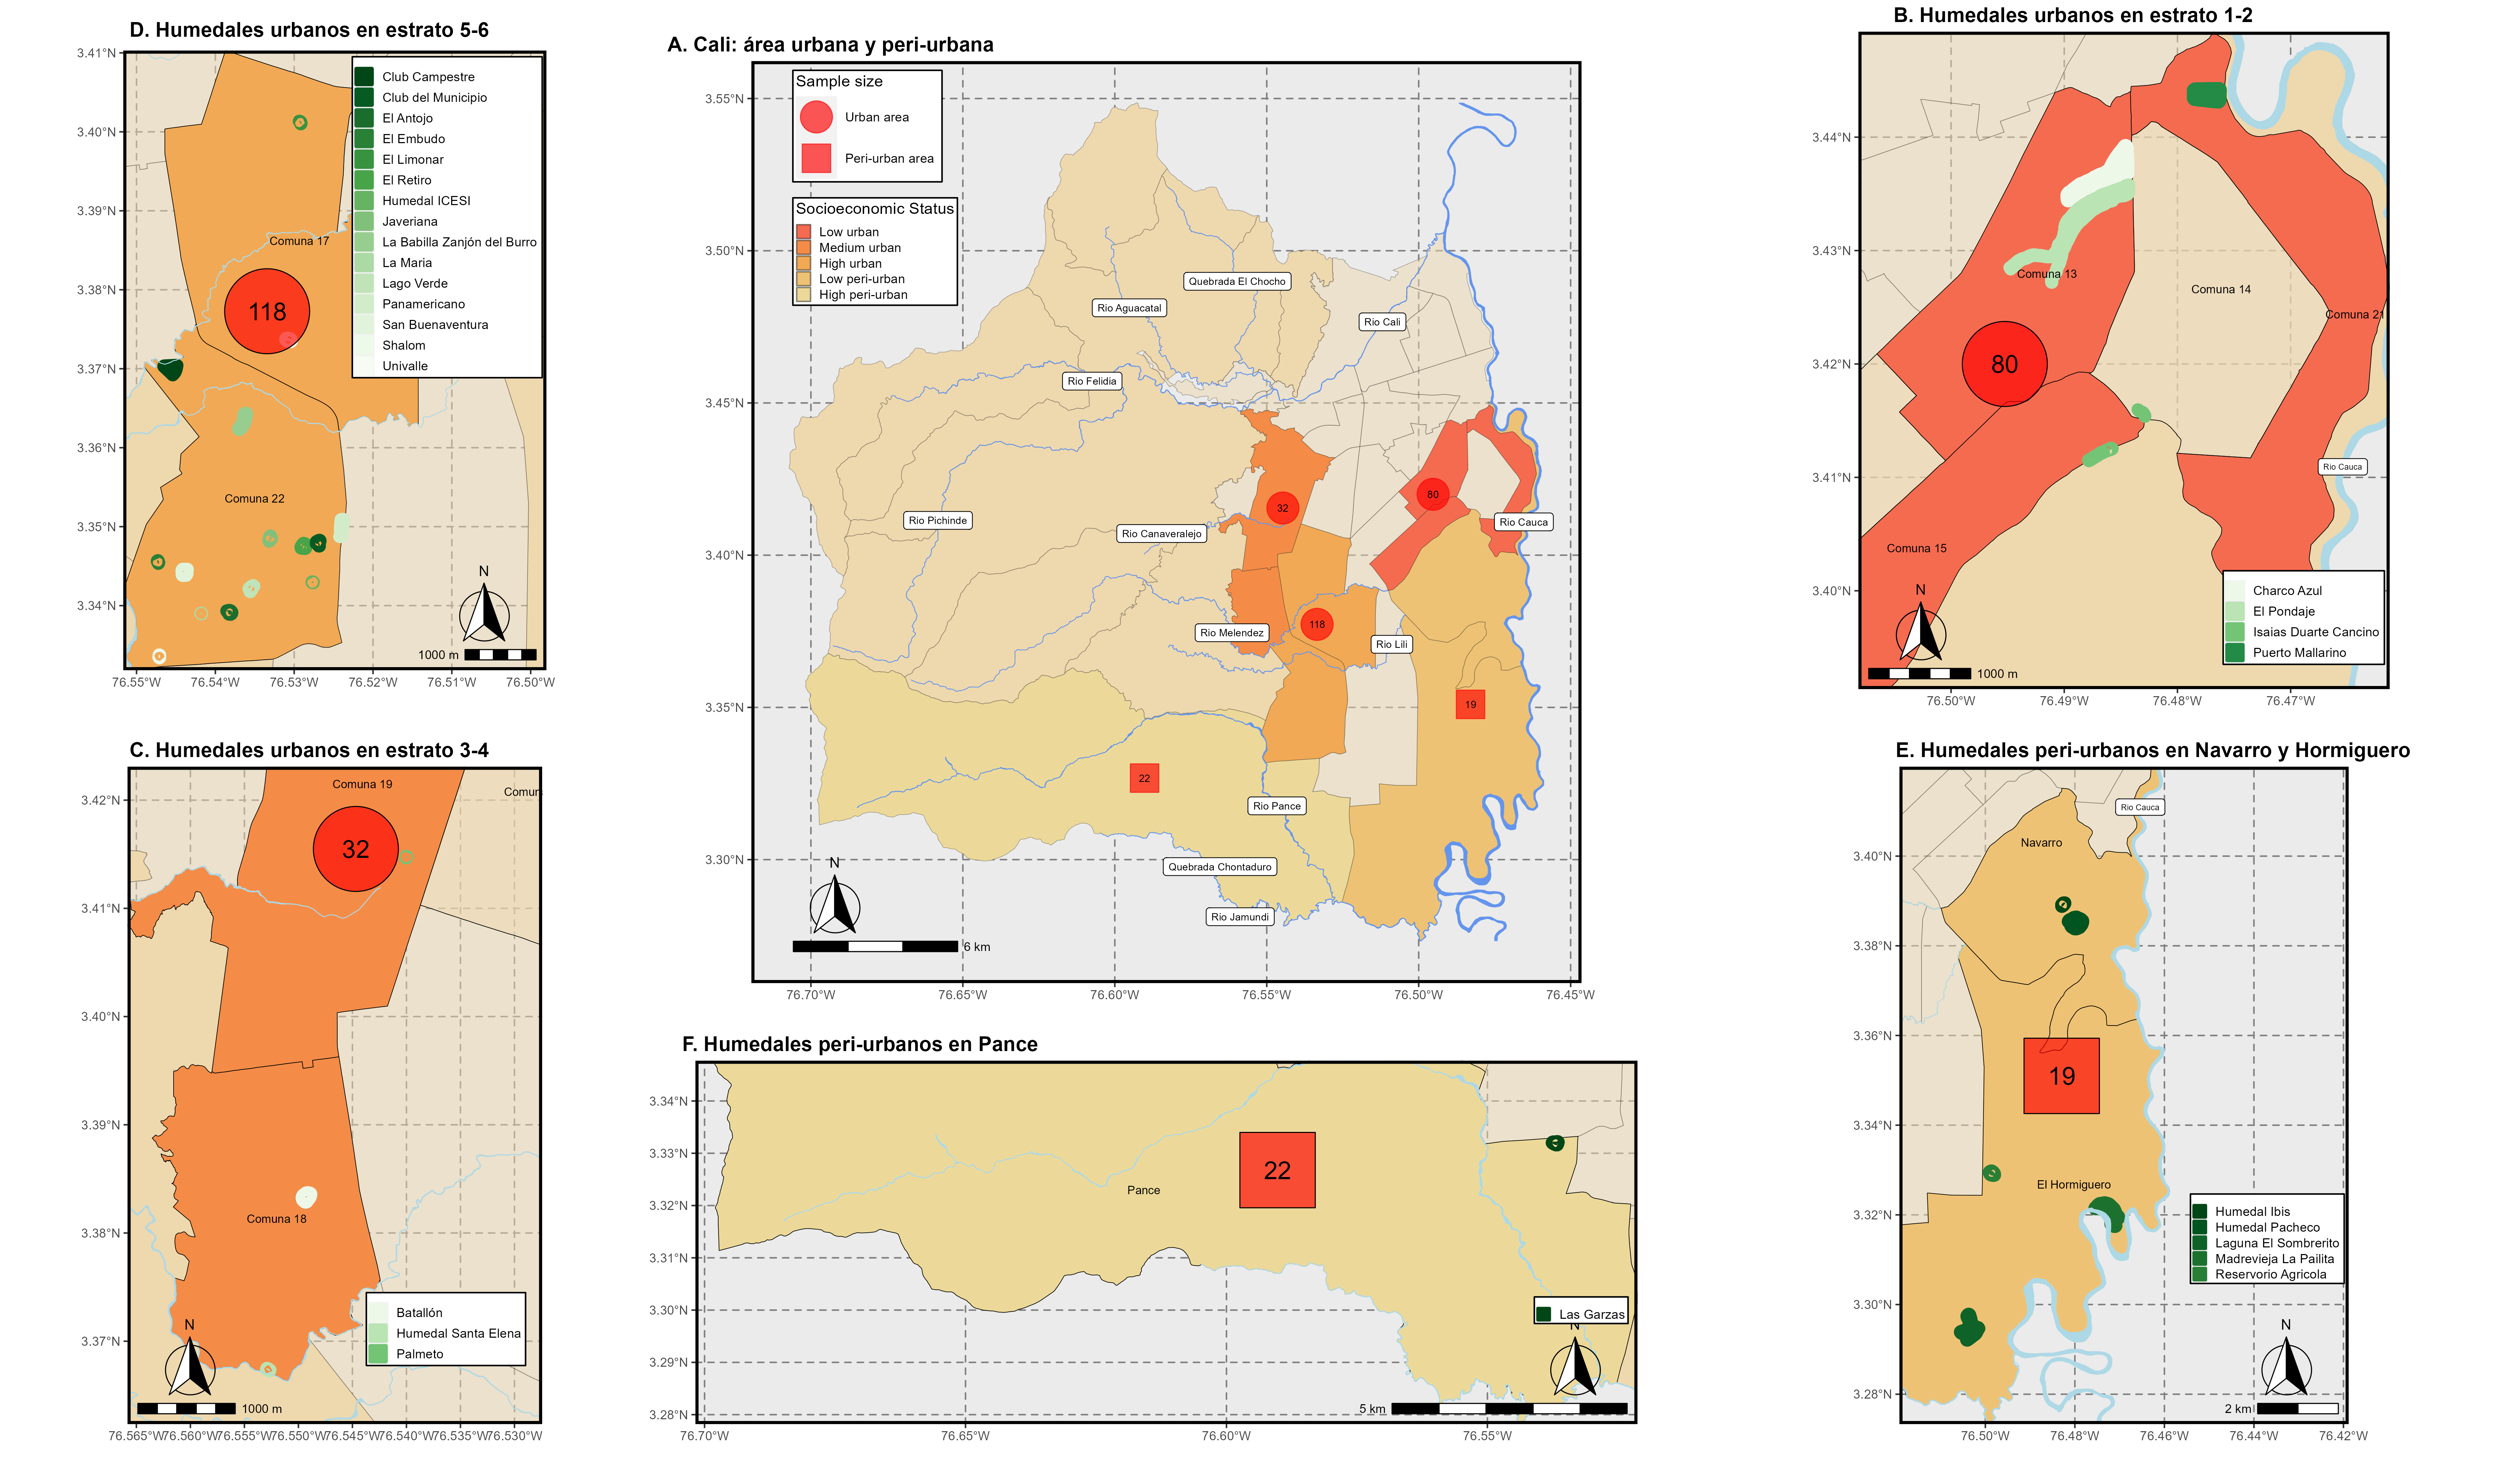 D. Humedales urbanos en estrato 5-6
3.41°N
3.40°N
3.39°N
3.38°N
3.37°N
3.36°N
3.35°N
3.34°N
Club Campestre
Club del Municipio
El Antojo
El Embudo
El Limonar
El Retiro
Humedal ICESI
Javeriana
La Babilla Zanjón del Burro
La Maria
Lago Verde
Panamericano
San Buenaventura
Shalom
Univalle
Comuna 17
118
Comuna 22
N
1000 m
76.55°W
76.54°W
76.53°W
76.52°W
76.51°W
76.50°W
A. Cali: área urbana y peri-urbana
Sample size
Urban area
Peri-urban area
Socioeconomic Status
Low urban
Medium urban
High urban
Low peri-urban
High peri-urban
3.55°N
3.50°N
3.45°N
3.40°N
3.35°N
3.30°N
Quebrada El Chocho
Rio Aguacatal
Rio Cali
Rio Felidia
80
32
Rio Pichinde
Rio Cauca
Rio Canaveralejo
118
Rio Melendez
Rio Lili
19
22
Rio Pance
Quebrada Chontaduro
Rio Jamundi
N
6 km
76.70°W
76.65°W
76.60°W
76.55°W
76.50°W
76.45°W
B. Humedales urbanos en estrato 1-2
3.44°N
3.43°N
3.42°N
3.41°N
3.40°N
Comuna 13
Comuna 14
Comuna 21
80
Rio Cauca
Comuna 15
N
1000 m
Charco Azul
El Pondaje
Isaias Duarte Cancino
Puerto Mallarino
76.50°W
76.49°W
76.48°W
76.47°W
C. Humedales urbanos en estrato 3-4
3.42°N
3.41°N
3.40°N
3.39°N
3.38°N
3.37°N
Comuna 19
Comun
32
Comuna 18
Batallón
Humedal Santa Elena
Palmeto
N
1000 m
76.565°W
76.560°W
76.555°W
76.550°W
76.545°W
76.540°W
76.535°W
76.530°W
F. Humedales peri-urbanos en Pance
3.34°N
3.33°N
3.32°N
3.31°N
3.30°N
3.29°N
3.28°N
22
Pance
Las Garzas
N
5 km
76.70°W
76.65°W
76.60°W
76.55°W
E. Humedales peri-urbanos en Navarro y Hormiguero
3.40°N
3.38°N
3.36°N
3.34°N
3.32°N
3.30°N
3.28°N
Rio Cauca
Navarro
19
El Hormiguero
Humedal Ibis
Humedal Pacheco
Laguna El Sombrerito
Madrevieja La Pailita
Reservorio Agricola
N
2 km
76.50°W
76.48°W
76.46°W
76.44°W
76.42°W